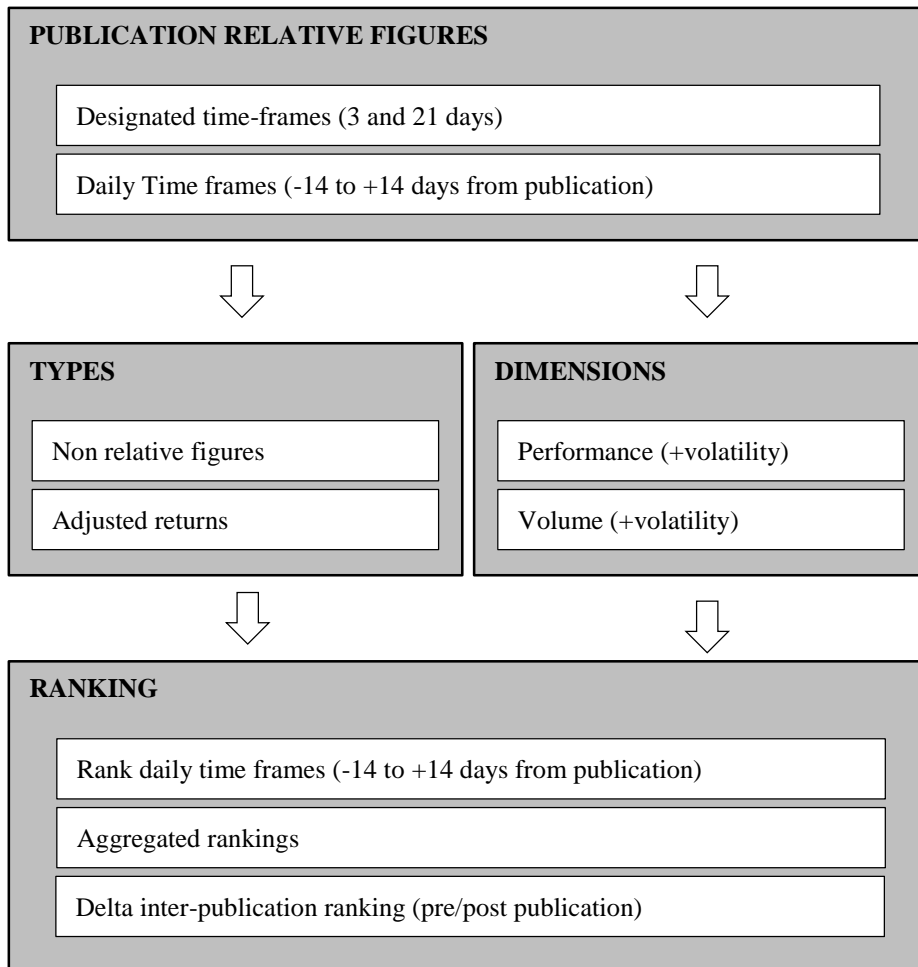 PUBLICATION RELATIVE FIGURES
Designated time-frames (3 and 21 days)
Daily Time frames (-14 to +14 days from publication)
TYPES
Non relative figures
Adjusted returns
DIMENSIONS
Performance (+volatility)
Volume (+volatility)
RANKING
Rank daily time frames (-14 to +14 days from publication)
Aggregated rankings
Delta inter-publication ranking (pre/post publication)